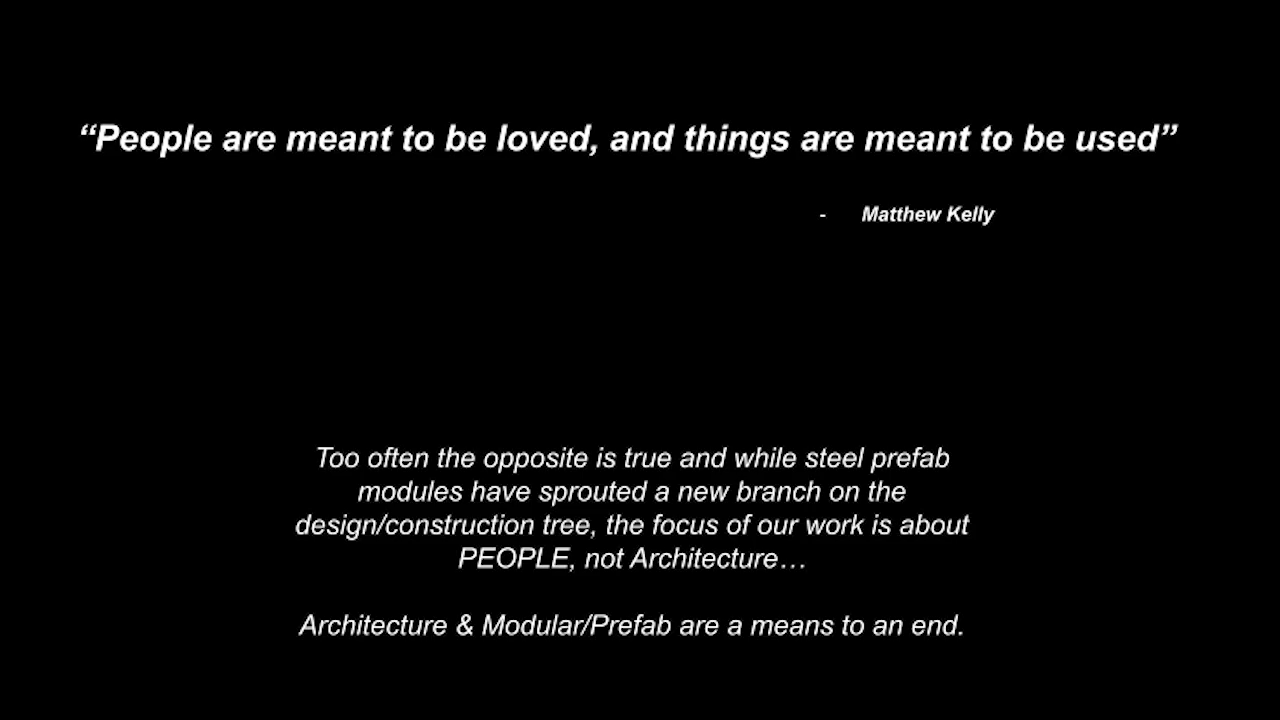 “People are meant to be loved, and things are meant to be used”
- Matthew Kelly
Too often the opposite is true and while steel prefab
modules have sprouted a new branch on the
design/construction tree, the focus of our work is about
PEOPLE, not Architecture…
Architecture & Modular/Prefab are a means to an end.